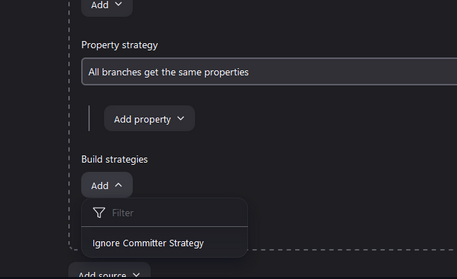 Add
Property strategy
All branches get the same properties
Add property
Build strategies
Add
Filter
Ignore Committer Strategy
Add source